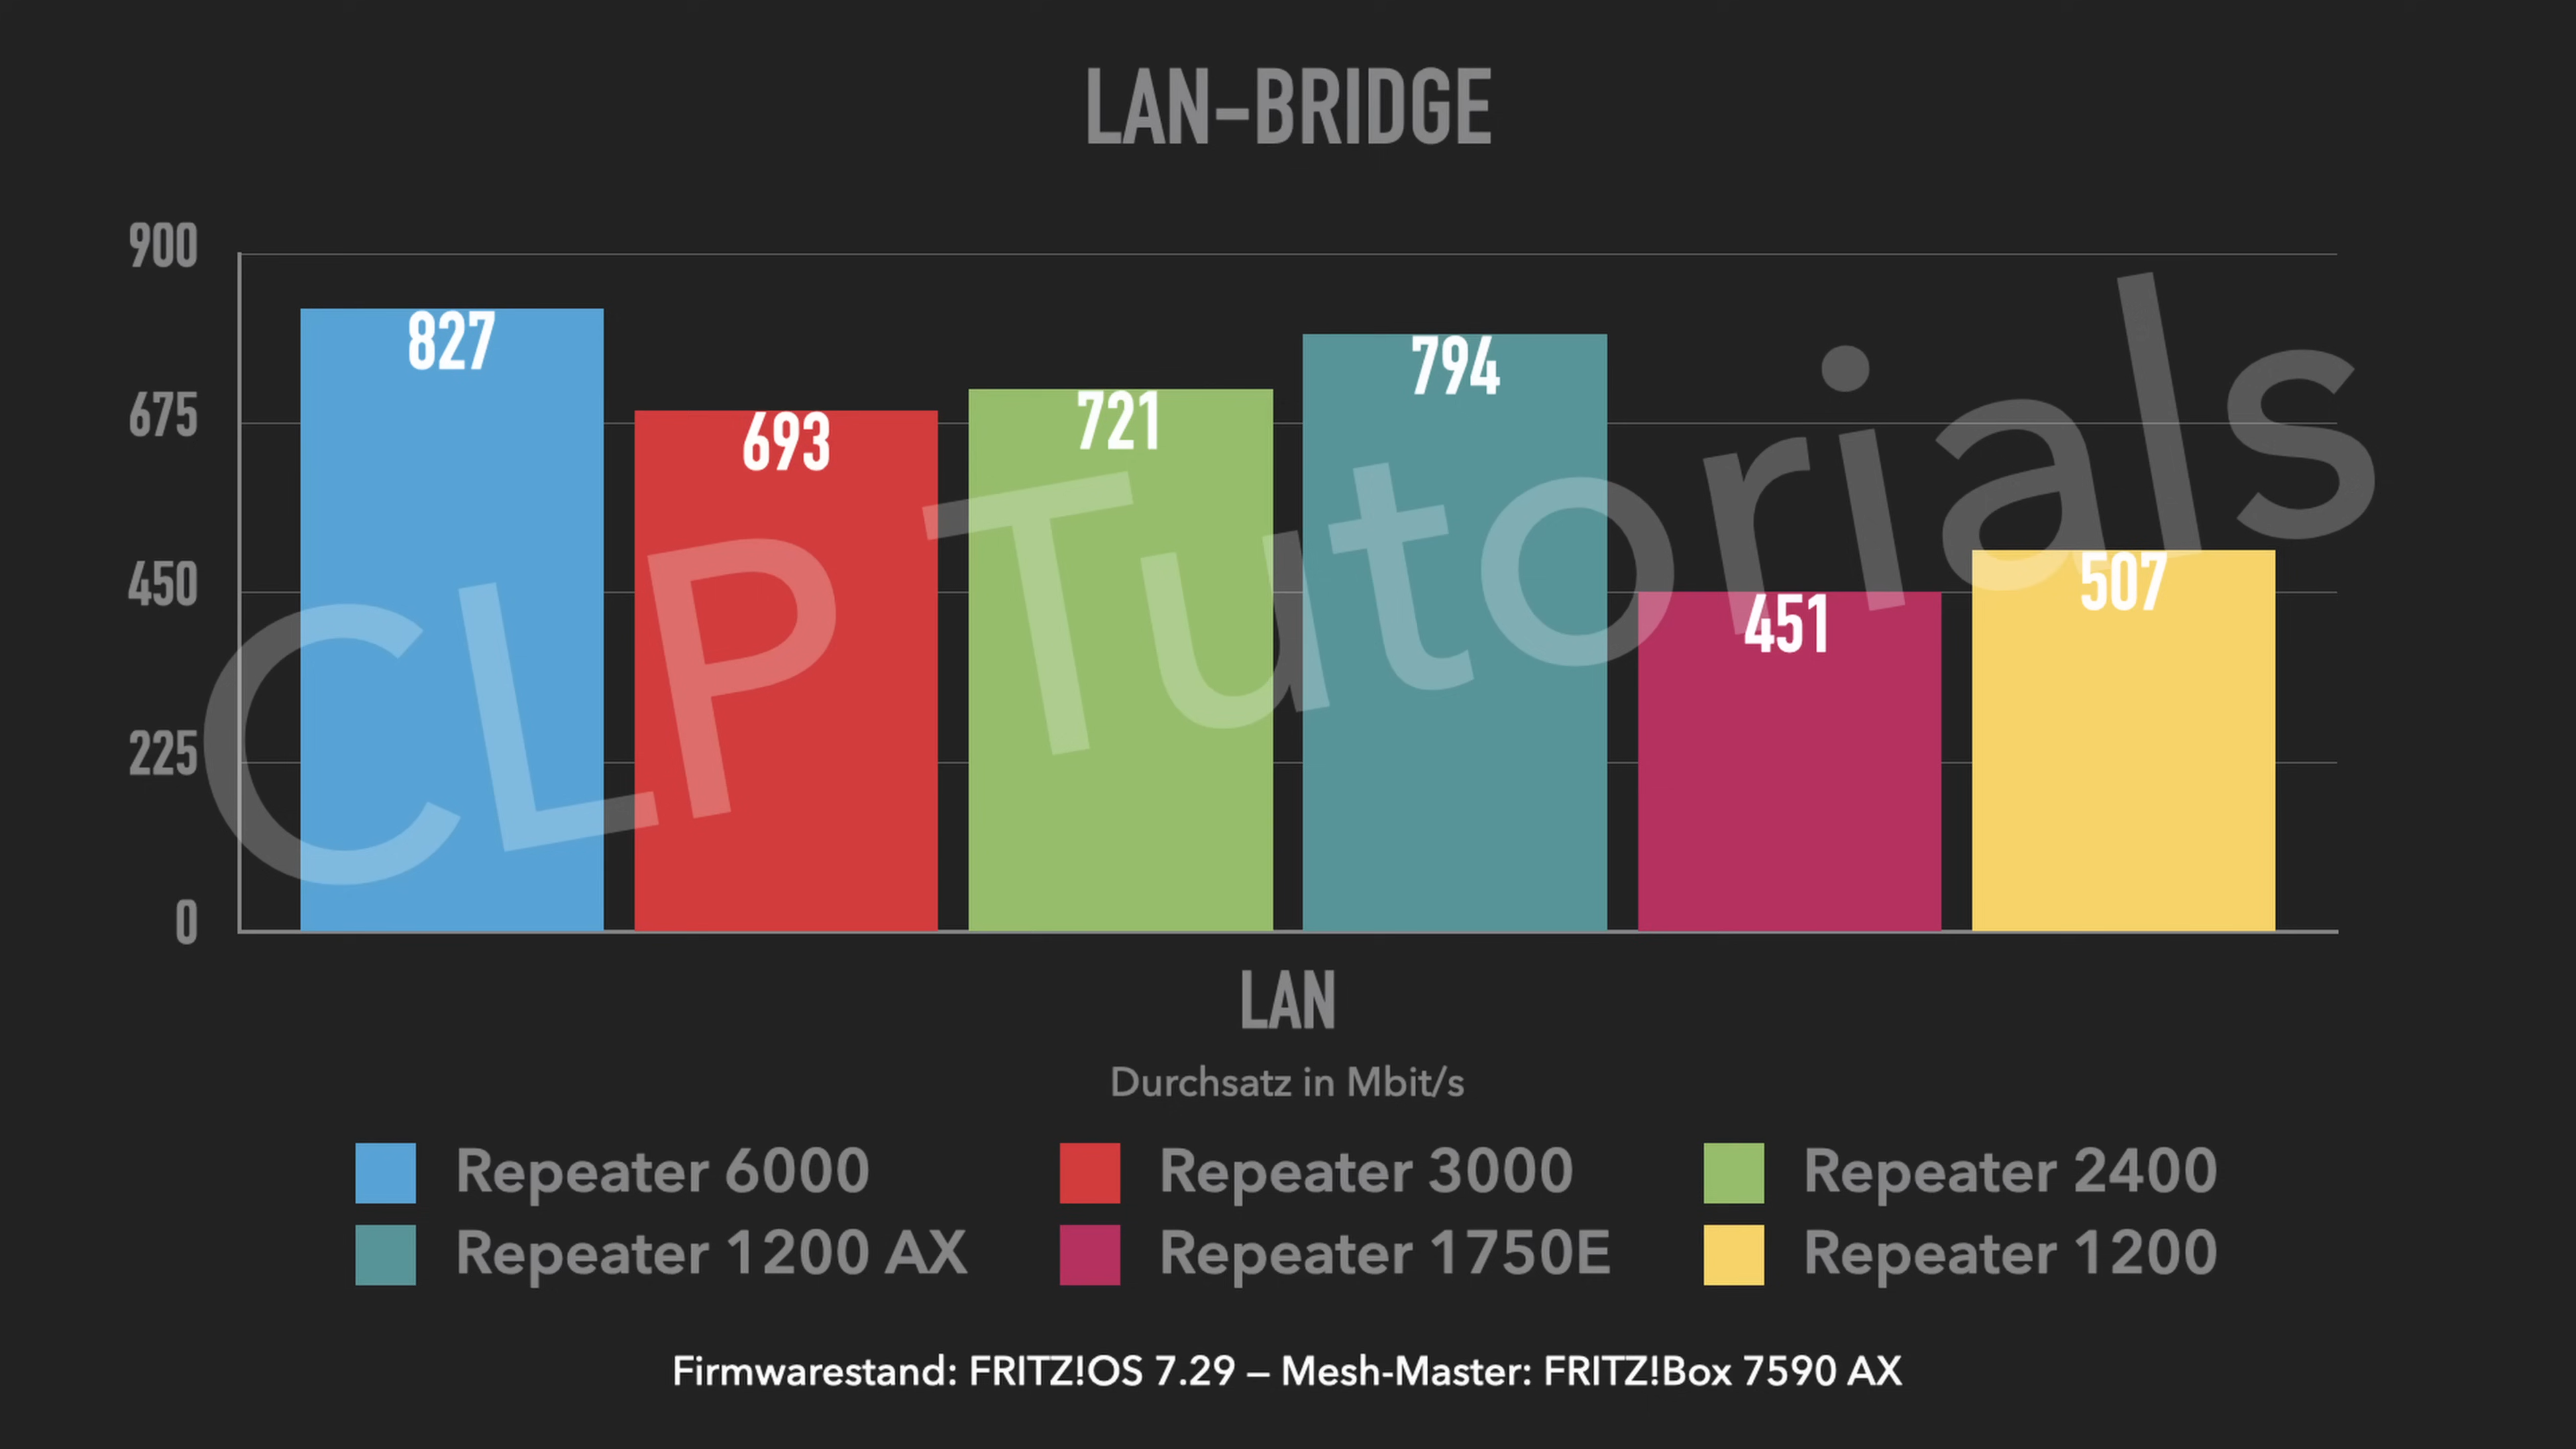 LAN-BRIDGE
900
675
450
225
0
827
693
721
794
451
507
CLP Tutorials
LAN
Durchsatz in Mbit/s
Repeater 6000
Repeater 3000
Repeater 2400
Repeater 1200 AX
Repeater 1750E
Repeater 1200
Firmwarestand: FRITZ!OS 7.29 – Mesh-Master: FRITZ!Box 7590 AX